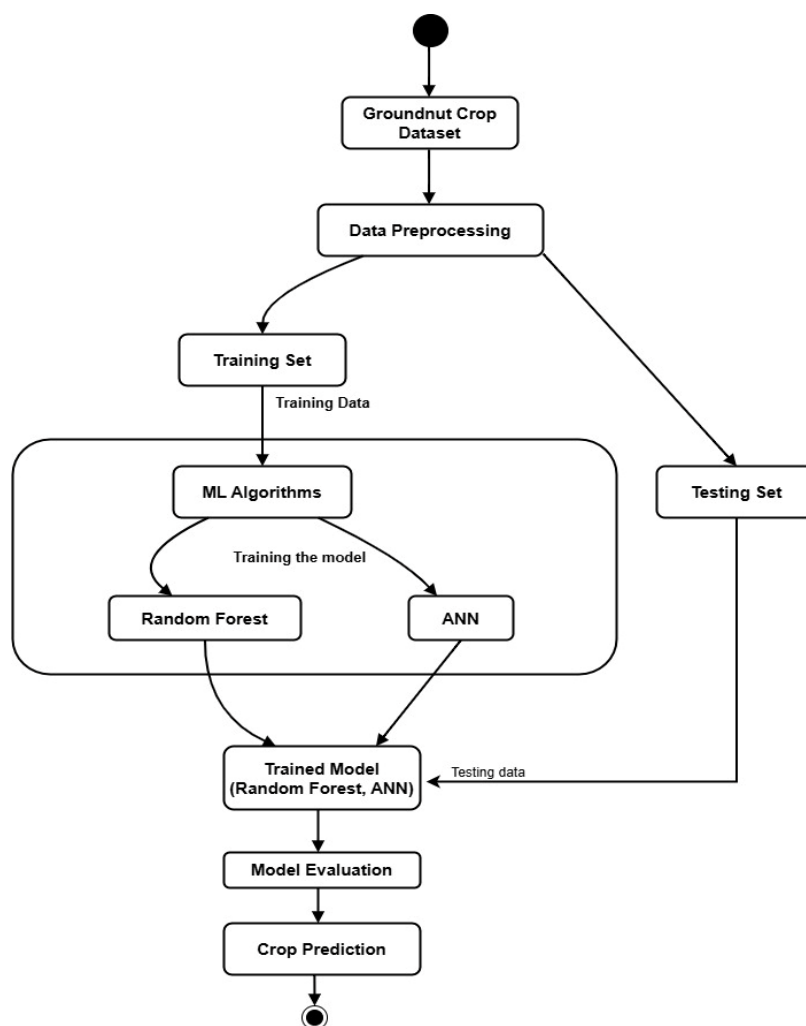 Groundnut Crop
Dataset
Data Preprocessing
Training Set
Training Data
ML Algorithms
Testing Set
Training the model
Random Forest
ANN
Trained Model
(Random Forest, ANN)
Testing data
Model Evaluation
Crop Prediction